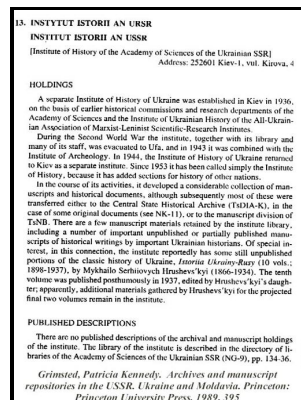 13. INSTYTUT ISTORII AN URSR
INSTITUT ISTORII AN USSR
[Institute of History of the Academy of Sciences of the Ukrainian SSR]
Address: 252601 Kiev-1, vul. Kirova, 4
HOLDINGS
A separate Institute of History of Ukraine was established in Kiev in 1936,
on the basis of earlier historical commissions and research departments of the
Academy of Sciences and the Institute of Ukrainian History of the All-Ukrain-
ian Association of Marxist-Leninist Scientific-Research Institutes.
During the Second World War the institute, together with its library and
many of its staff, was evacuated to Ufa, and in 1943 it was combined with the
Institute of Archeology. In 1944, the Institute of History of Ukraine returned
to Kiev as a separate institute. Since 1953 it has been called simply the Institute
of History, because it has added sections for history of other nations.
In the course of its activities, it developed a considerable collection of man-
uscripts and historical documents, although subsequently most of these were
transferred either to the Central State Historical Archive (TsDIA-K), in the
case of some original documents (see NK-11), or to the manuscript division of
TsNB. There are a few manuscript materials retained by the institute library,
including a number of important unpublished or partially published manu-
scripts of historical writings by important Ukrainian historians. Of special in-
terest, in this connection, the institute reportedly has some still unpublished
portions of the classic history of Ukraine, Istoriia Ukraïny-Rusy (10 vols.;
1898-1937), by Mykhailo Serhiiovych Hrushevs'kyi (1866-1934). The tenth
volume was published posthumously in 1937, edited by Hrushevs'kyi's daugh-
ter; apparently, additional materials gathered by Hrushevs'kyi for the projected
final two volumes remain in the institute.
PUBLISHED DESCRIPTIONS
There are no published descriptions of the archival and manuscript holdings
of the institute. The library of the institute is described in the directory of li-
braries of the Academy of Sciences of the Ukrainian SSR (NG-9), pp. 134-36.
Grimsted, Patricia Kennedy. Archives and manuscript
repositories in the USSR. Ukraine and Moldavia. Princeton:
Princeton University Press, 1989. 395